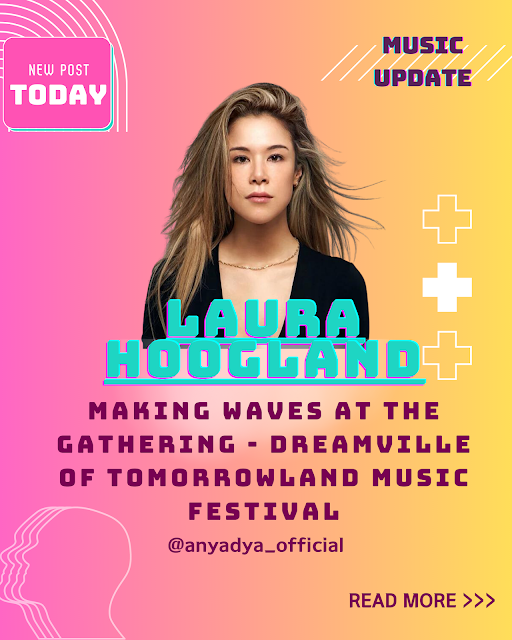 NEW POST
TODAY
MUSIC
UPDATE
LAURA
HOOGLAND
MAKING WAVES AT THE
GATHERING - DREAMVILLE
OF TOMORROWLAND MUSIC
FESTIVAL
@anyadya_official
READ MORE >>>